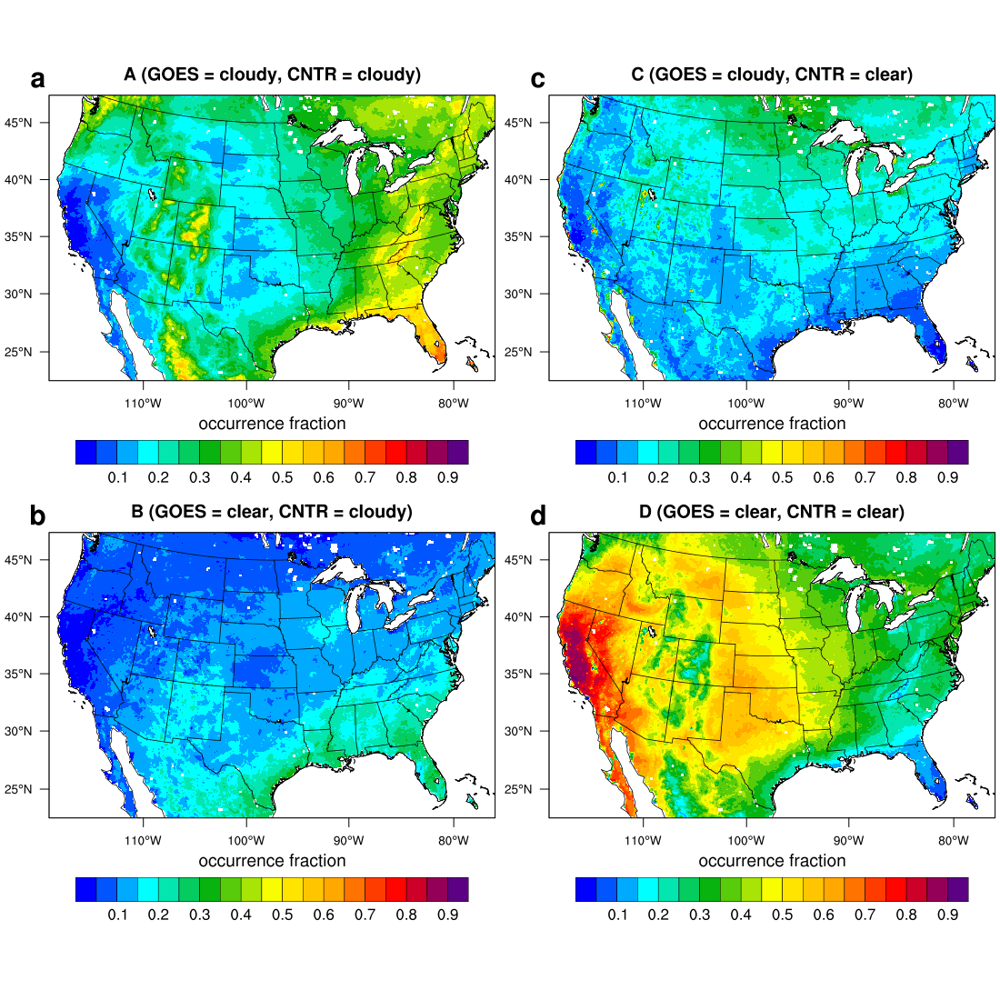 a A (GOES = cloudy, CNTR = cloudy)
45°N
40°N
35°N
30°N
25°N
110°W 100°W 90°W 80°W
occurrence fraction
0.1 0.2 0.3 0.4 0.5 0.6 0.7 0.8 0.9
c C (GOES = cloudy, CNTR = clear)
45°N
40°N
35°N
30°N
25°N
110°W 100°W 90°W 80°W
occurrence fraction
0.1 0.2 0.3 0.4 0.5 0.6 0.7 0.8 0.9
b B (GOES = clear, CNTR = cloudy)
45°N
40°N
35°N
30°N
25°N
110°W 100°W 90°W 80°W
occurrence fraction
0.1 0.2 0.3 0.4 0.5 0.6 0.7 0.8 0.9
d D (GOES = clear, CNTR = clear)
45°N
40°N
35°N
30°N
25°N
110°W 100°W 90°W 80°W
occurrence fraction
0.1 0.2 0.3 0.4 0.5 0.6 0.7 0.8 0.9